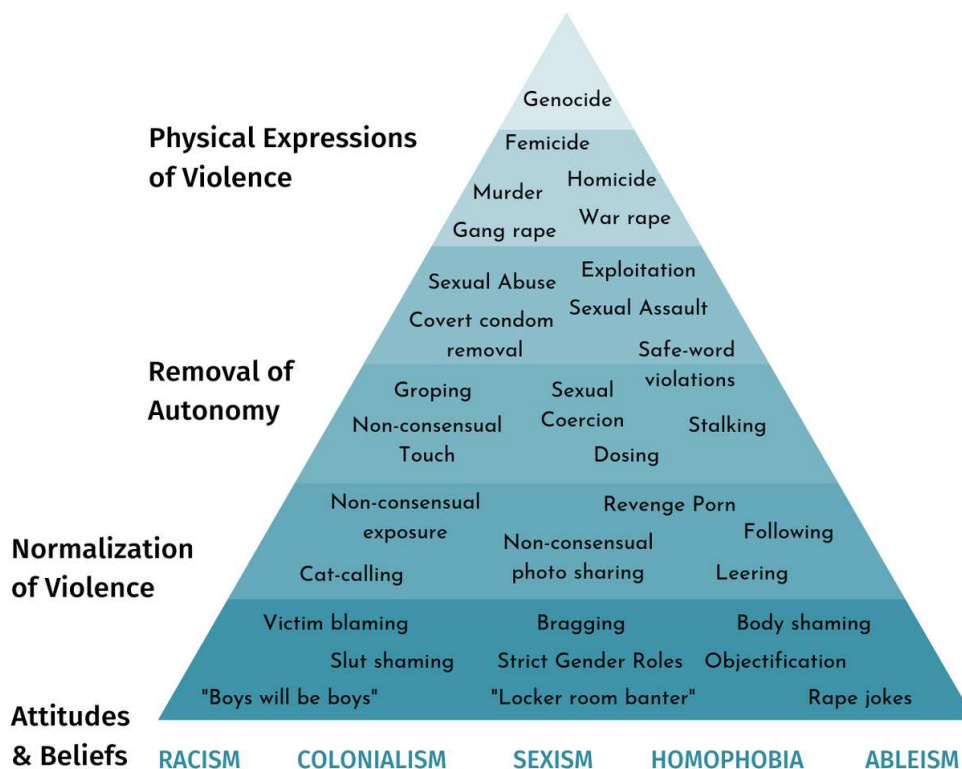 Genocide
Physical Expressions
of Violence
Femicide
Murder
Homicide
Gang rape
War rape
Sexual Abuse
Exploitation
Covert condom
removal
Sexual Assault
Safe-word
violations
Removal of
Autonomy
Groping
Sexual
Coercion
Non-consensual
Touch
Stalking
Dosing
Normalization
of Violence
Non-consensual
exposure
Revenge Porn
Following
Non-consensual
photo sharing
Cat-calling
Leering
Victim blaming
Bragging
Body shaming
Slut shaming
Strict Gender Roles
Objectification
"Boys will be boys"
"Locker room banter"
Rape jokes
Attitudes
& Beliefs
RACISM
COLONIALISM
SEXISM
HOMOPHOBIA
ABLEISM